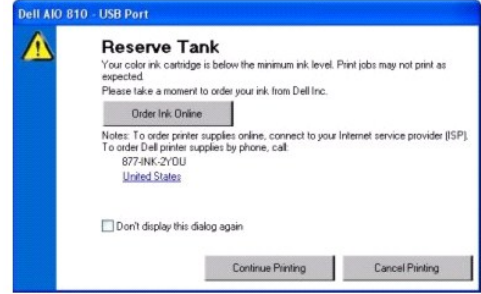 Dell AIO 810 - USB Port
Reserve Tank
Your color ink cartridge is below the minimum ink level. Print jobs may not print as
expected.
Please take a moment to order your ink from Dell Inc.
Order Ink Online
Notes: To order printer supplies online, connect to your Internet service provider (ISP).
To order Dell printer supplies by phone, call:
877-INK-2YOU
United States
Don't display this dialog again
Continue Printing
Cancel Printing